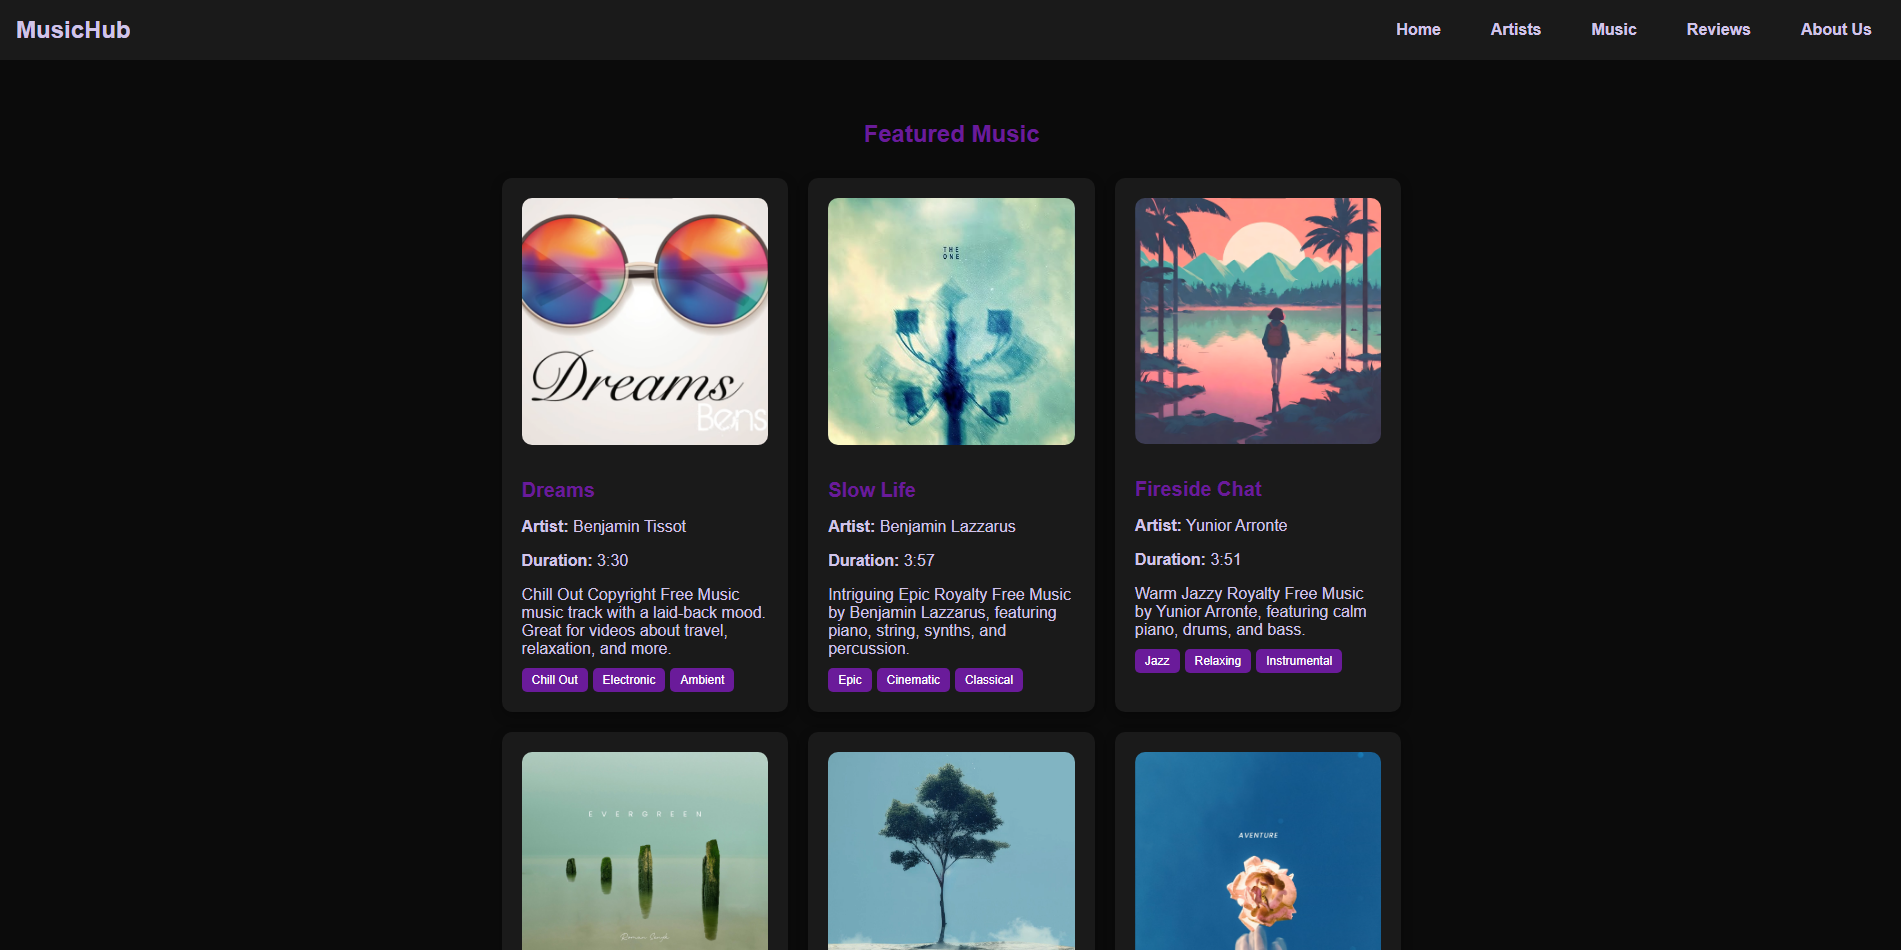 MusicHub
Home
Artists
Music
Reviews
About Us
Featured Music
Dreams
Bens
Dreams
Artist: Benjamin Tissot
Duration: 3:30
Chill Out Copyright Free Music
music track with a laid-back mood.
Great for videos about travel,
relaxation, and more.
Chill Out
Electronic
Ambient
THE
ONE
Slow Life
Artist: Benjamin Lazzarus
Duration: 3:57
Intriguing Epic Royalty Free Music
by Benjamin Lazzarus, featuring
piano, string, synths, and
percussion.
Epic
Cinematic
Classical
Fireside Chat
Artist: Yunior Arronte
Duration: 3:51
Warm Jazzy Royalty Free Music
by Yunior Arronte, featuring calm
piano, drums, and bass.
Jazz
Relaxing
Instrumental
EVERGREEN
AVENTURE